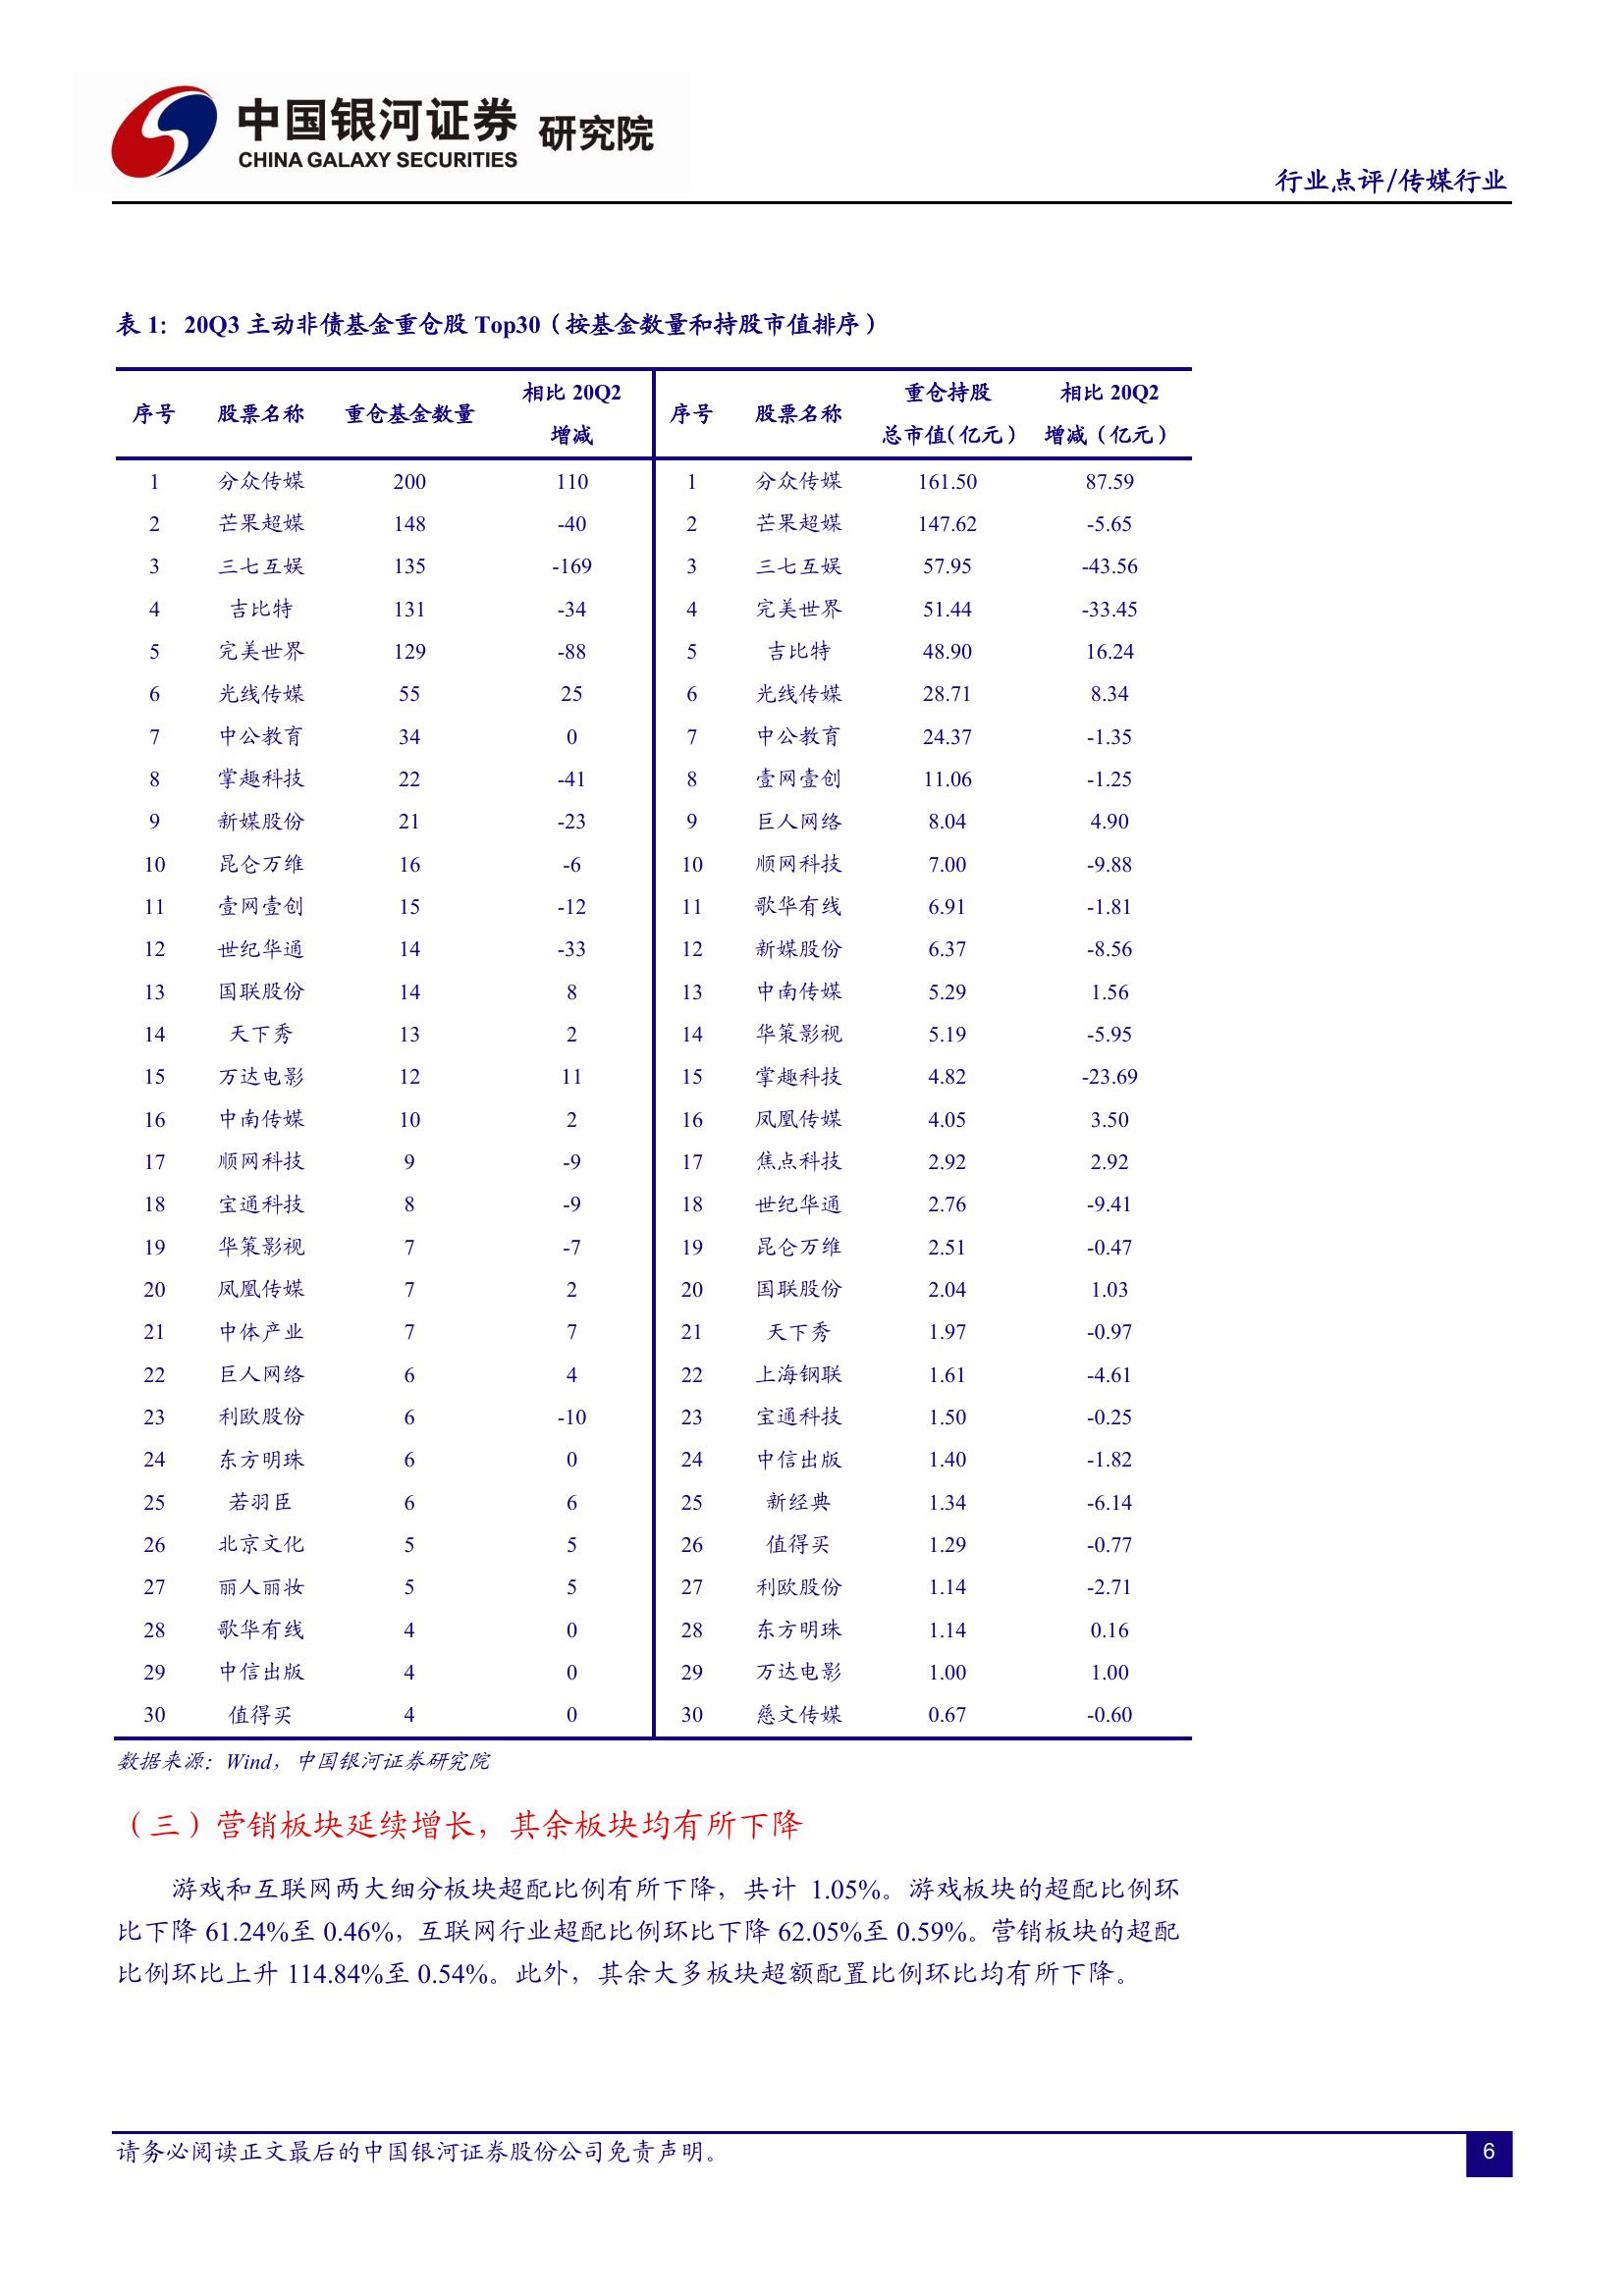 中国银河证券 研究院
CHINA GALAXY SECURITIES
行业点评/传媒行业
表 1：20Q3 主动非债基金重仓股 Top30（按基金数量和持股市值排序）
序号 股票名称 重仓基金数量 相比 20Q2 增减 序号 股票名称 重仓持股总市值（亿元） 相比 20Q2 增减（亿元）
1 分众传媒 200 110 1 分众传媒 161.50 87.59
2 芒果超媒 148 -40 2 芒果超媒 147.62 -5.65
3 三七互娱 135 -169 3 三七互娱 57.95 -43.56
4 吉比特 131 -34 4 完美世界 51.44 -33.45
5 完美世界 129 -88 5 吉比特 48.90 16.24
6 光线传媒 55 25 6 光线传媒 28.71 8.34
7 中公教育 34 0 7 中公教育 24.37 -1.35
8 掌趣科技 22 -41 8 壹网壹创 11.06 -1.25
9 新媒股份 21 -23 9 巨人网络 8.04 4.90
10 昆仑万维 16 -6 10 顺网科技 7.00 -9.88
11 壹网壹创 15 -12 11 歌华有线 6.91 -1.81
12 世纪华通 14 -33 12 新媒股份 6.37 -8.56
13 国联股份 14 8 13 中南传媒 5.29 1.56
14 天下秀 13 2 14 华策影视 5.19 -5.95
15 万达电影 12 11 15 掌趣科技 4.82 -23.69
16 中南传媒 10 2 16 凤凰传媒 4.05 3.50
17 顺网科技 9 -9 17 焦点科技 2.92 2.92
18 宝通科技 8 -9 18 世纪华通 2.76 -9.41
19 华策影视 7 -7 19 昆仑万维 2.51 -0.47
20 凤凰传媒 7 2 20 国联股份 2.04 1.03
21 中体产业 7 7 21 天下秀 1.97 -0.97
22 巨人网络 6 4 22 上海钢联 1.61 -4.61
23 利欧股份 6 -10 23 宝通科技 1.50 -0.25
24 东方明珠 6 0 24 中信出版 1.40 -1.82
25 若羽臣 6 6 25 新经典 1.34 -6.14
26 北京文化 5 5 26 值得买 1.29 -0.77
27 丽人丽妆 5 5 27 利欧股份 1.14 -2.71
28 歌华有线 4 0 28 东方明珠 1.14 0.16
29 中信出版 4 0 29 万达电影 1.00 1.00
30 值得买 4 0 30 慈文传媒 0.67 -0.60
数据来源：Wind，中国银河证券研究院
（三）营销板块延续增长，其余板块均有所下降
游戏和互联网两大细分板块超配比例有所下降，共计 1.05%。游戏板块的超配比例环
比下降 61.24%至 0.46%，互联网行业超配比例环比下降 62.05%至 0.59%。营销板块的超配
比例环比上升 114.84%至 0.54%。此外，其余大多板块超额配置比例环比均有所下降。
请务必阅读正文最后的中国银河证券股份公司免责声明。
6